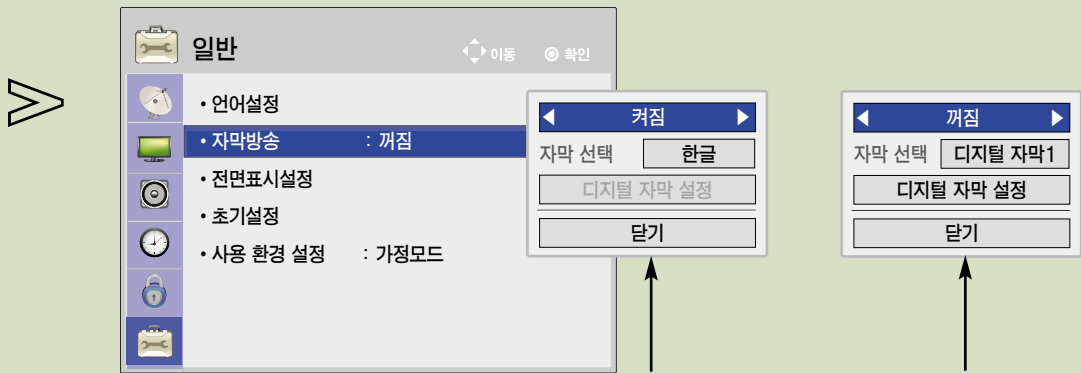 일반
이동 확인
• 언어설정
• 자막방송 : 꺼짐
• 전면표시설정
• 초기설정
• 사용 환경 설정 : 가정모드
켜짐
자막 선택 한글
디지털 자막 설정
닫기
꺼짐
자막 선택 디지털 자막1
디지털 자막 설정
닫기